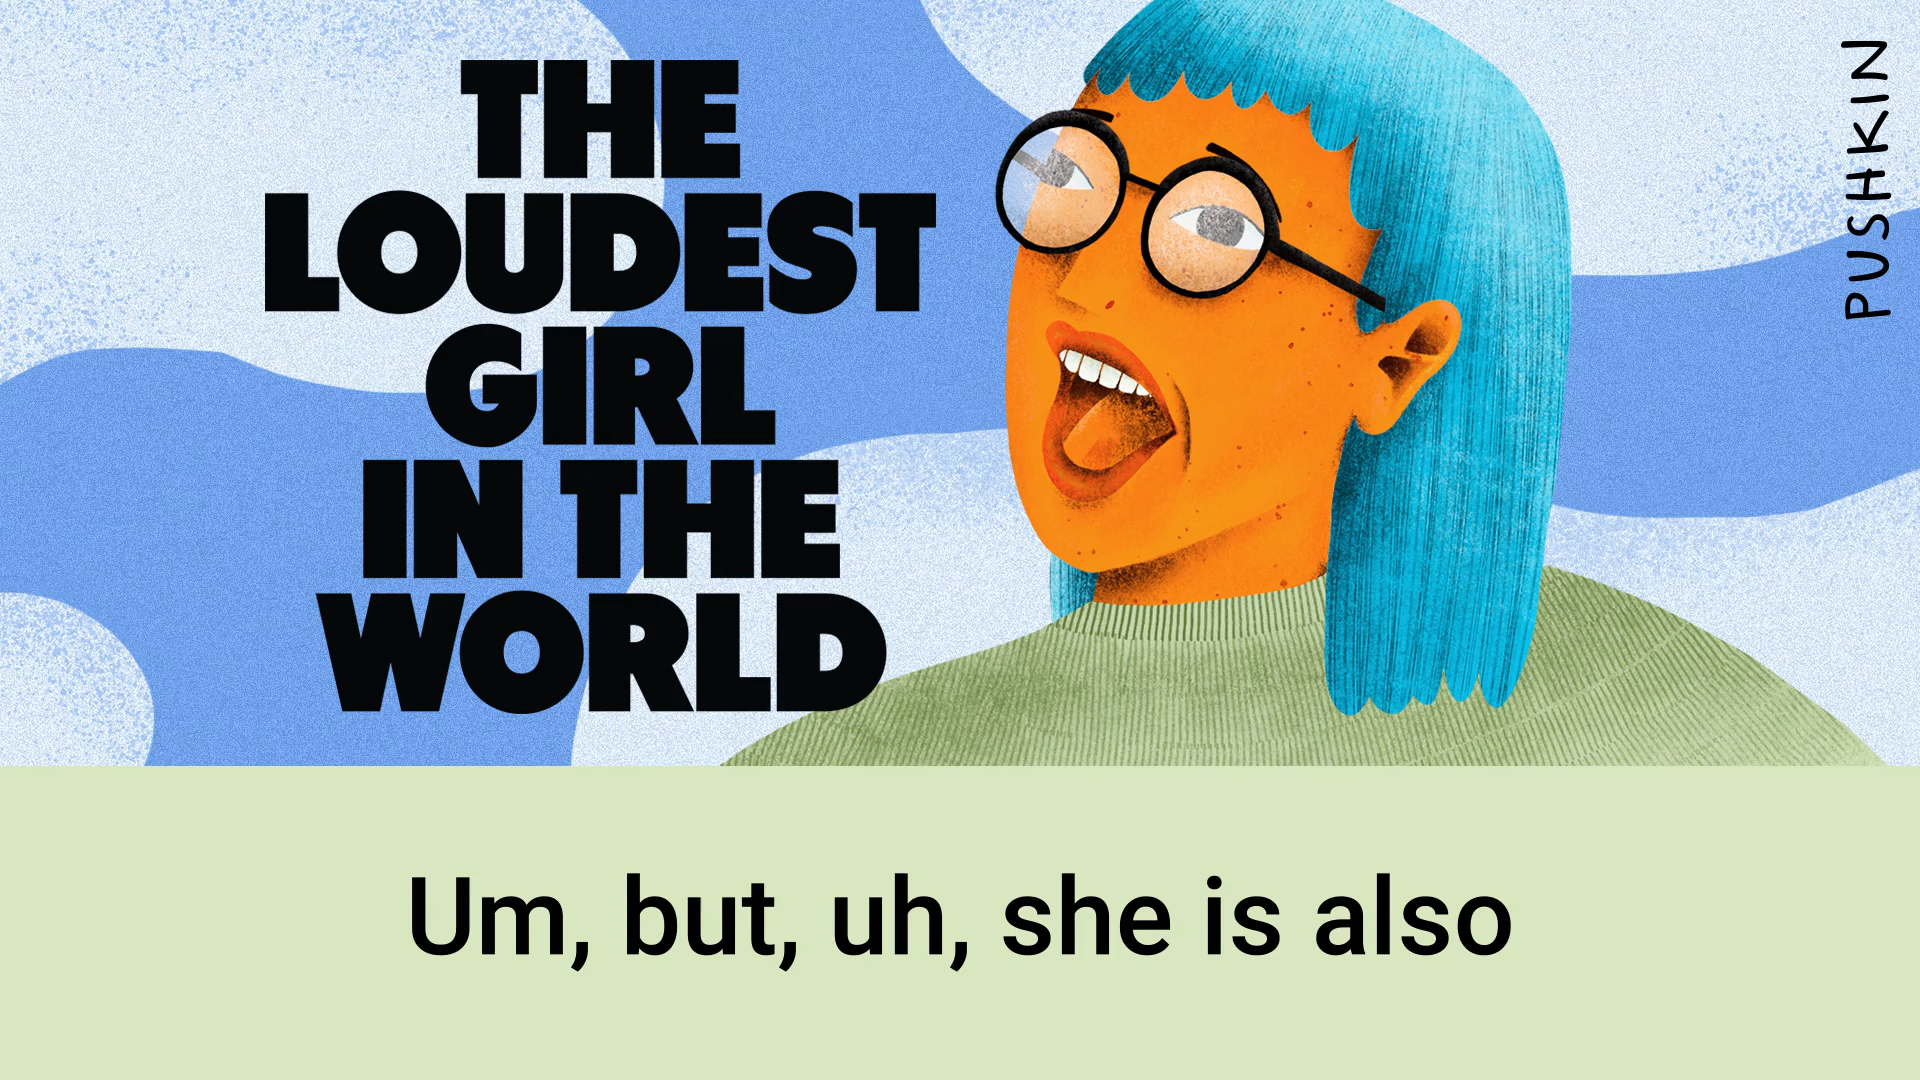 THE
LOUDEST
GIRL
IN THE
WORLD
PUSHKIN
Um, but, uh, she is also